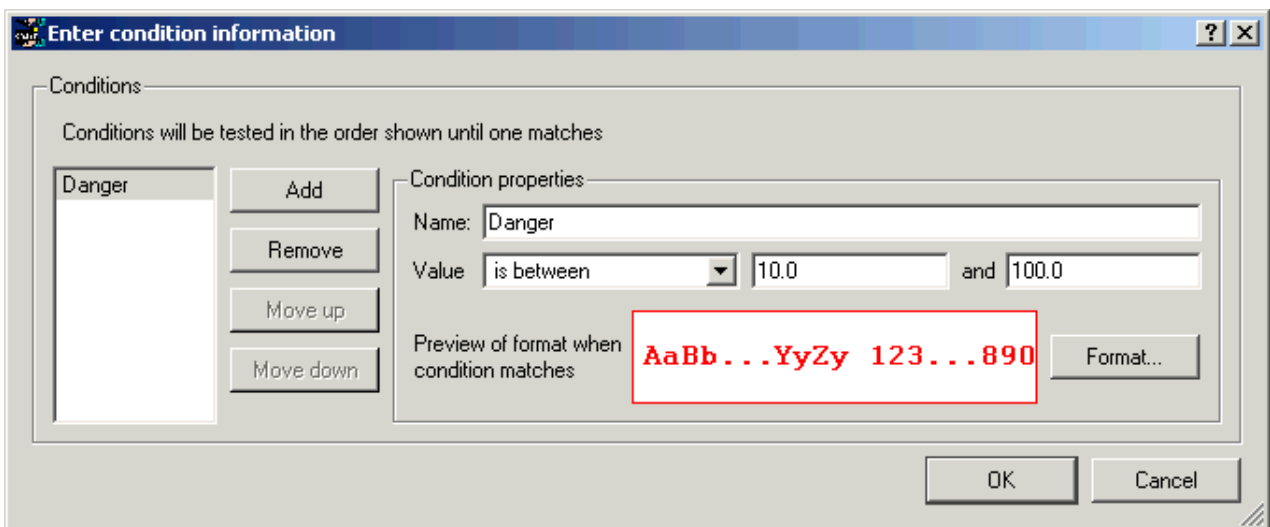 Enter condition information
Conditions
Conditions will be tested in the order shown until one matches
Danger
Add
Remove
Move up
Move down
Condition properties
Name: Danger
Value is between 10.0 and 100.0
Preview of format when
condition matches
AaBb...YyZy 123...890
Format...
OK Cancel